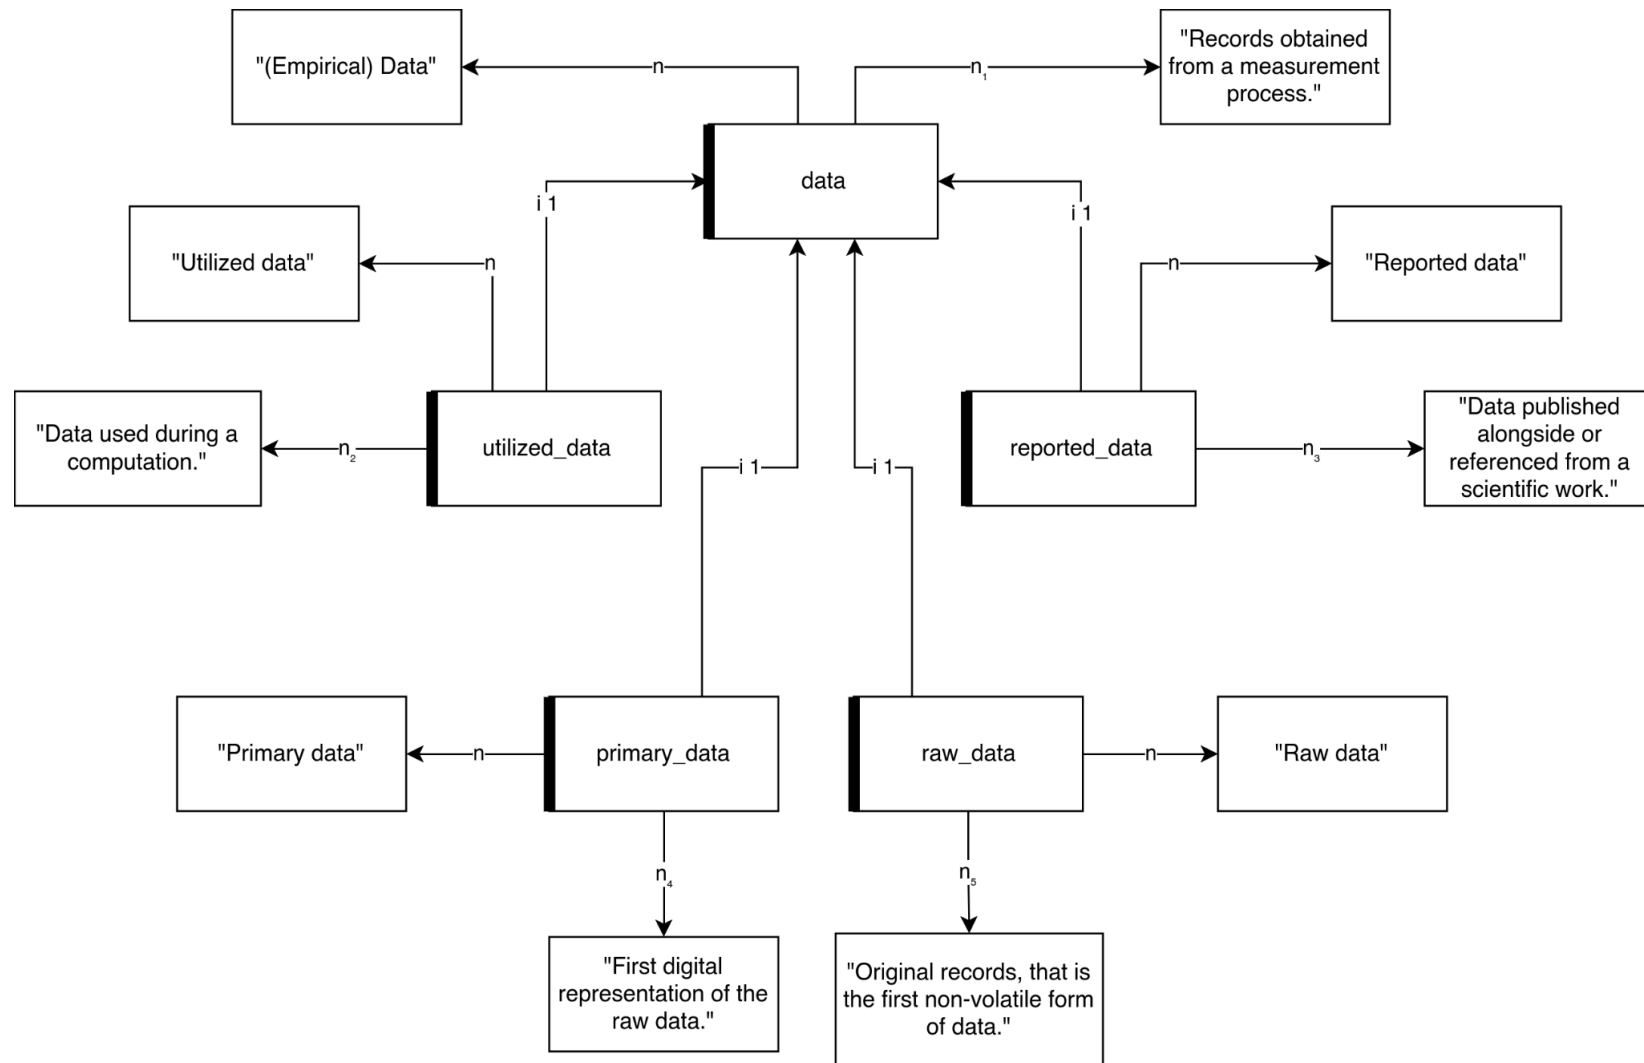 "(Empirical) Data"
n
n₁
"Records obtained
from a measurement
process."
data
i 1
i 1
"Utilized data"
n
n
"Reported data"
"Data used during a
computation."
n₂
utilized_data
reported_data
n₃
"Data published
alongside or
referenced from a
scientific work."
i 1
i 1
"Primary data"
n
primary_data
raw_data
n
"Raw data"
n₄
n₅
"First digital
representation of the
raw data."
"Original records, that is
the first non-volatile form
of data."